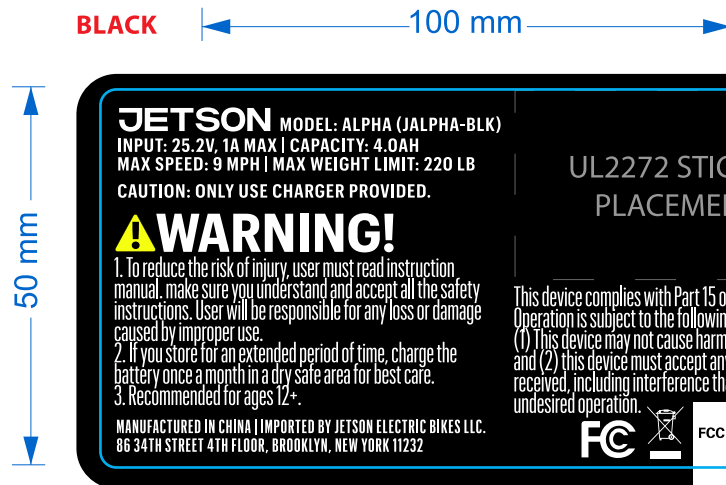 BLACK
100 mm
50 mm
JETSON MODEL: ALPHA (JALPHA-BLK)
INPUT: 25.2V, 1A MAX | CAPACITY: 4.0AH
MAX SPEED: 9 MPH | MAX WEIGHT LIMIT: 220 LB
CAUTION: ONLY USE CHARGER PROVIDED.
WARNING!
1. To reduce the risk of injury, user must read instruction
manual. make sure you understand and accept all the safety
instructions. User will be responsible for any loss or damage
caused by improper use.
2. If you store for an extended period of time, charge the
battery once a month in a dry safe area for best care.
3. Recommended for ages 12+.
MANUFACTURED IN CHINA | IMPORTED BY JETSON ELECTRIC BIKES LLC.
86 34TH STREET 4TH FLOOR, BROOKLYN, NEW YORK 11232
UL2272
This device complies with Part 15
Operation is subject to the
(1) This device may not cause
and (2) this device must accept
received, including interference
undesired operation.
FC
FCC